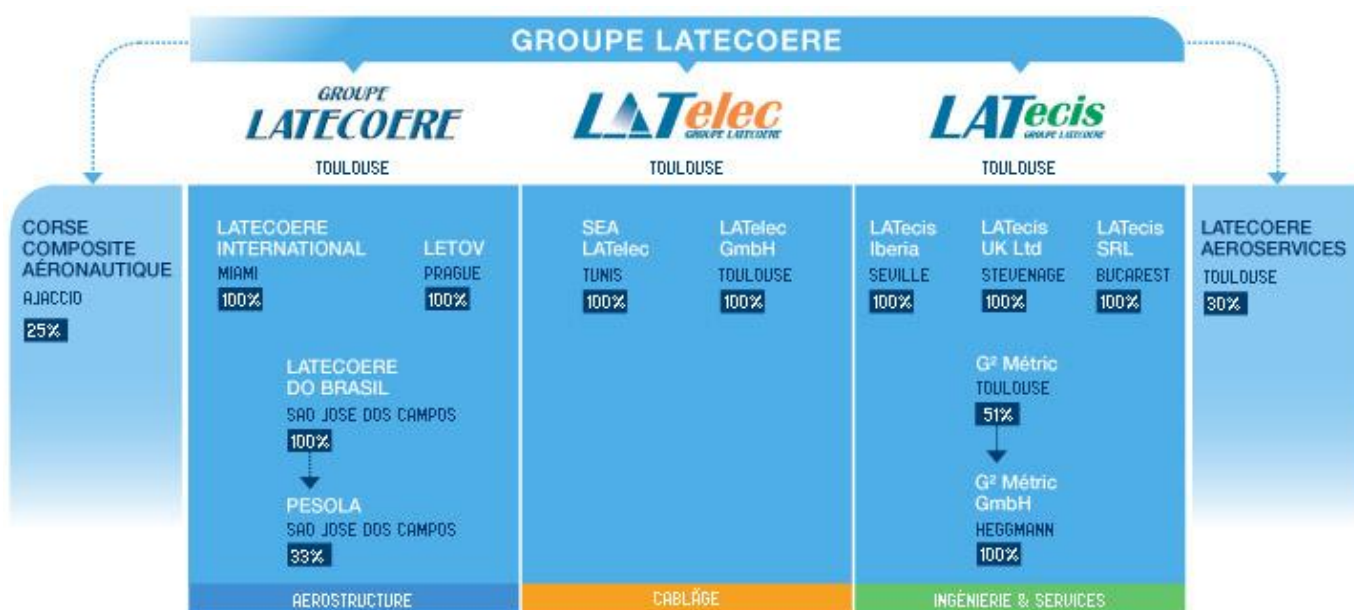 GROUPE LATECOERE
GROUPE
LATECOERE
TOULOUSE
LATelec
GROUPE LATECOERE
TOULOUSE
LATecis
GROUPE LATECOERE
TOULOUSE
CORSE
COMPOSITE
AÉRONAUTIQUE
AJACCIO
25%
LATECOERE
INTERNATIONAL
MIAMI
100%
LETOV
PRAGUE
100%
LATECOERE
DO BRASIL
SAO JOSE DOS CAMPOS
100%
PESOLA
SAO JOSE DOS CAMPOS
33%
AEROSTRUCTURE
SEA
LATelec
TUNIS
100%
LATelec
GmbH
TOULOUSE
100%
CABLÂGE
LATecis
Iberia
SEVILLE
100%
LATecis
UK Ltd
STEVENAGE
100%
LATecis
SRL
BUCAREST
100%
G² Métric
TOULOUSE
51%
G² Métric
GmbH
HEGGMANN
100%
INGÉNIERIE & SERVICES
LATECOERE
AEROSERVICES
TOULOUSE
30%